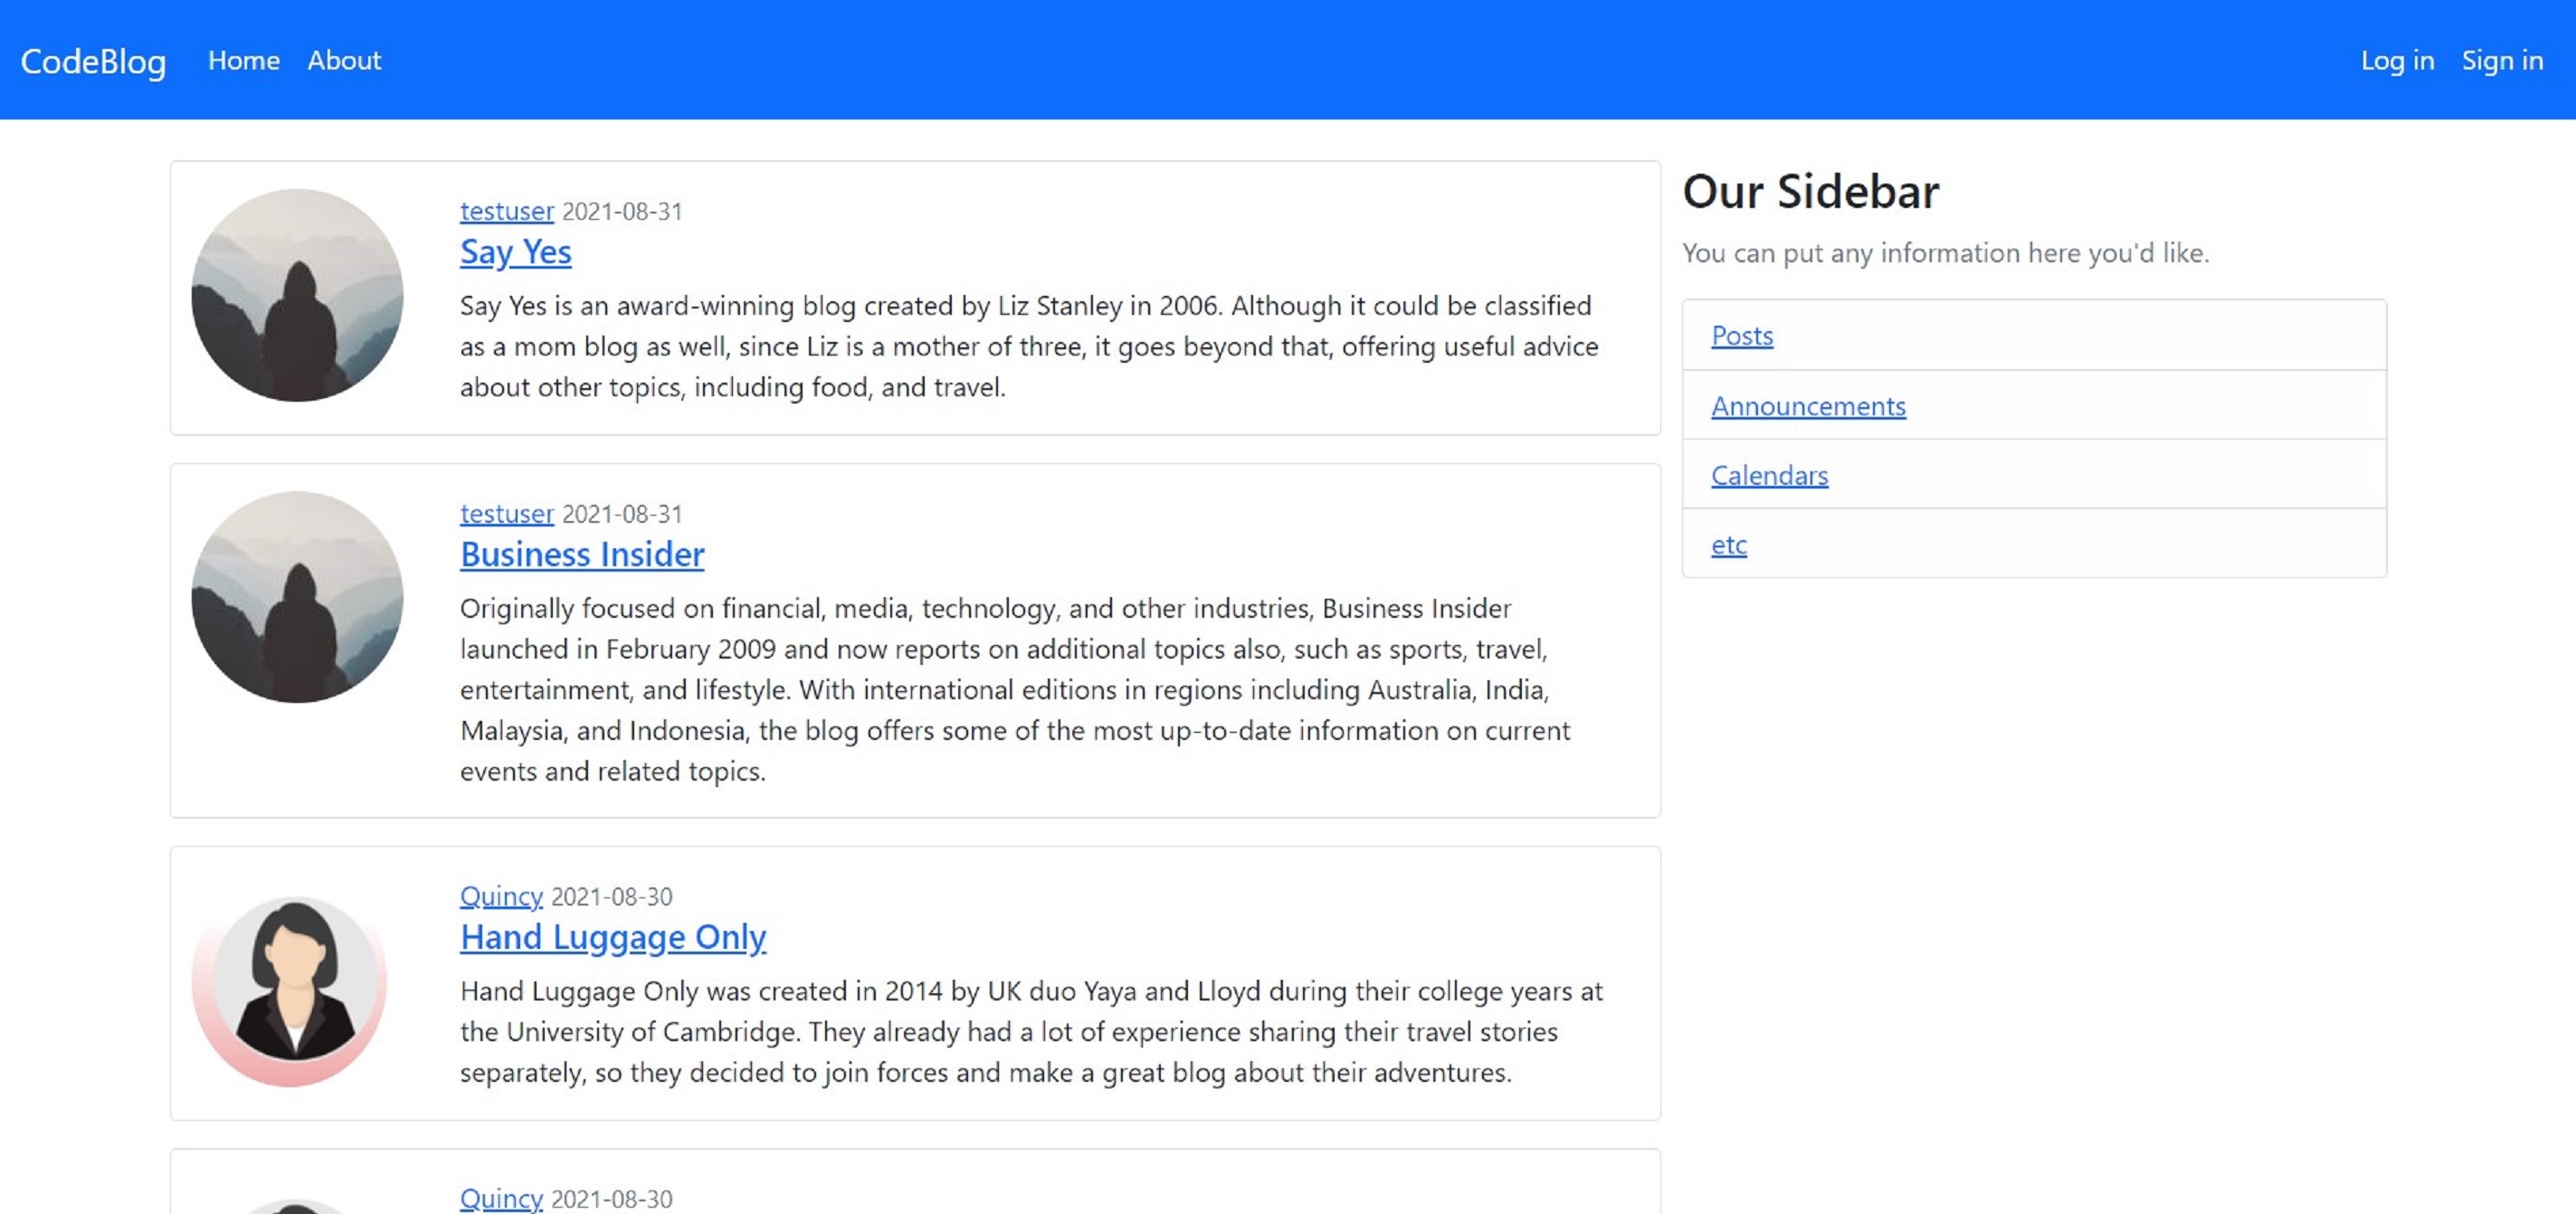 CodeBlog Home About Log in Sign in
testuser 2021-08-31
Say Yes
Say Yes is an award-winning blog created by Liz Stanley in 2006. Although it could be classified
as a mom blog as well, since Liz is a mother of three, it goes beyond that, offering useful advice
about other topics, including food, and travel.
testuser 2021-08-31
Business Insider
Originally focused on financial, media, technology, and other industries, Business Insider
launched in February 2009 and now reports on additional topics also, such as sports, travel,
entertainment, and lifestyle. With international editions in regions including Australia, India,
Malaysia, and Indonesia, the blog offers some of the most up-to-date information on current
events and related topics.
Quincy 2021-08-30
Hand Luggage Only
Hand Luggage Only was created in 2014 by UK duo Yaya and Lloyd during their college years at
the University of Cambridge. They already had a lot of experience sharing their travel stories
separately, so they decided to join forces and make a great blog about their adventures.
Quincy 2021-08-30
Our Sidebar
You can put any information here you'd like.
Posts
Announcements
Calendars
etc